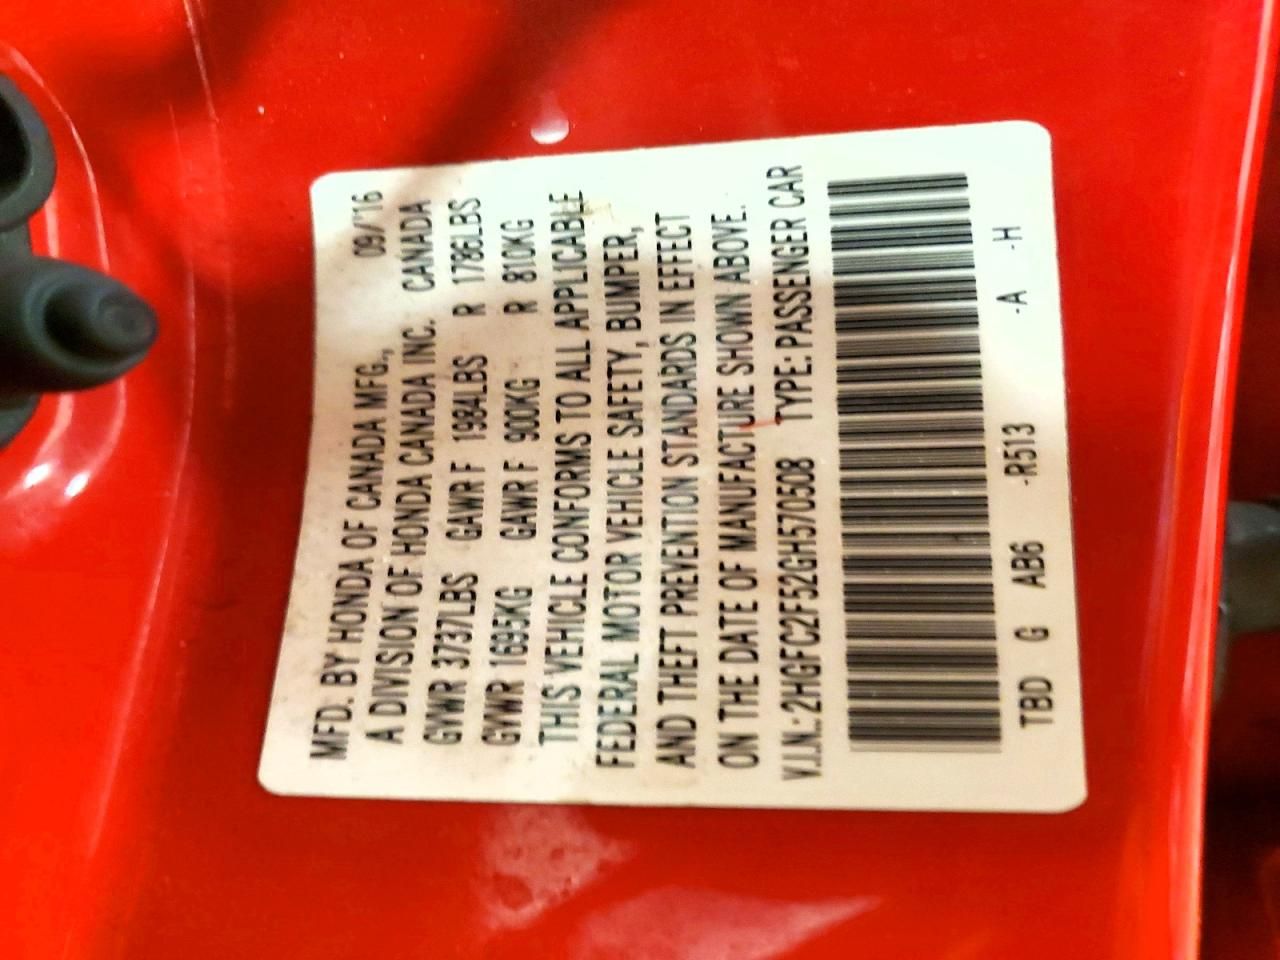 MFD. BY HONDA OF CANADA MFG., 09/16
A DIVISION OF HONDA CANADA INC. CANADA
GVWR 3737LBS GAWR F 1984LBS R 1786LBS
GVWR 1695KG GAWR F 900KG R 810KG
THIS VEHICLE CONFORMS TO ALL APPLICABLE
FEDERAL MOTOR VEHICLE SAFETY, BUMPER,
AND THEFT PREVENTION STANDARDS IN EFFECT
ON THE DATE OF MANUFACTURE SHOWN ABOVE.
V.I.N.: 2HGFC2F52GH570508 TYPE: PASSENGER CAR
TBD G AB6 -R513 -A -H